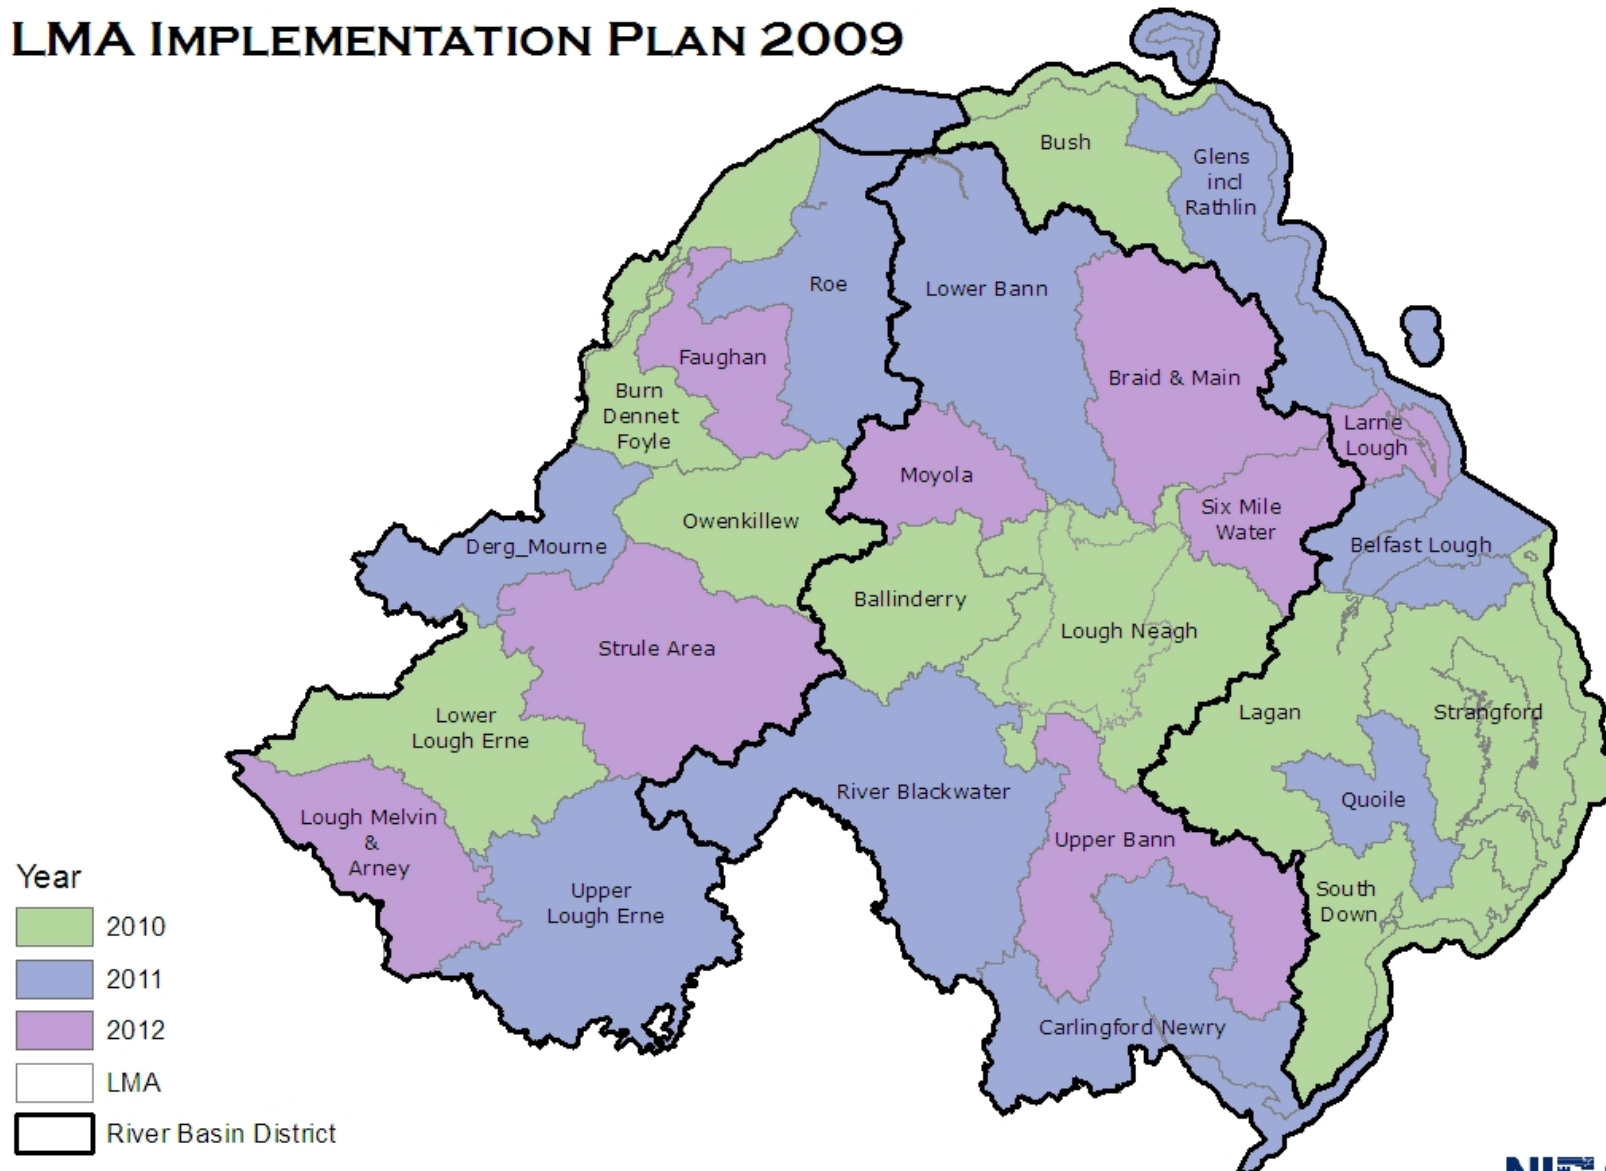 LMA IMPLEMENTATION PLAN 2009
Bush
Glens
incl
Rathlin
Roe
Lower Bann
Faughan
Braid & Main
Burn
Dennet
Foyle
Larne
Lough
Moyola
Six Mile
Water
Owenkillew
Derg_Mourne
Belfast Lough
Ballinderry
Lough Neagh
Strule Area
Lower
Lough Erne
Lagan
Strangford
River Blackwater
Quoile
Lough Melvin
&
Arney
Upper Bann
Upper
Lough Erne
South
Down
Carlingford Newry
Year
2010
2011
2012
LMA
River Basin District